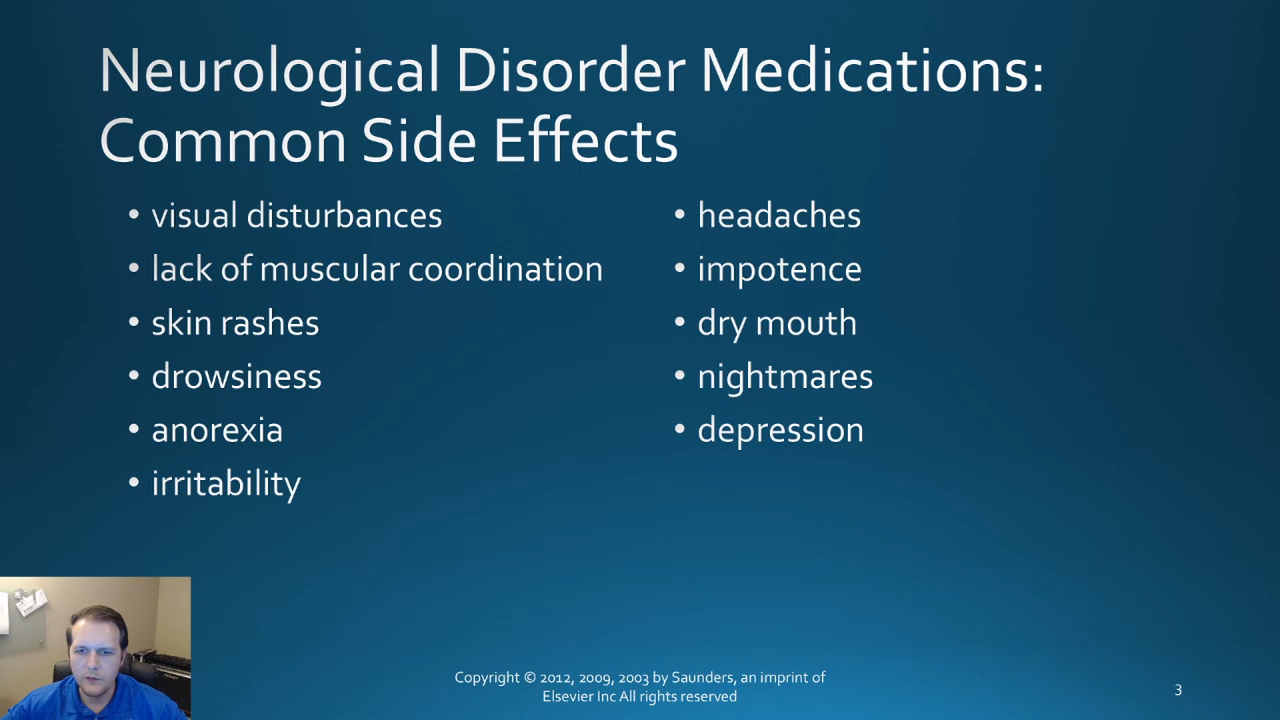 Neurological Disorder Medications:
Common Side Effects
• visual disturbances
• lack of muscular coordination
• skin rashes
• drowsiness
• anorexia
• irritability
• headaches
• impotence
• dry mouth
• nightmares
• depression
Copyright © 2012, 2009, 2003 by Saunders, an imprint of
Elsevier Inc All rights reserved
3